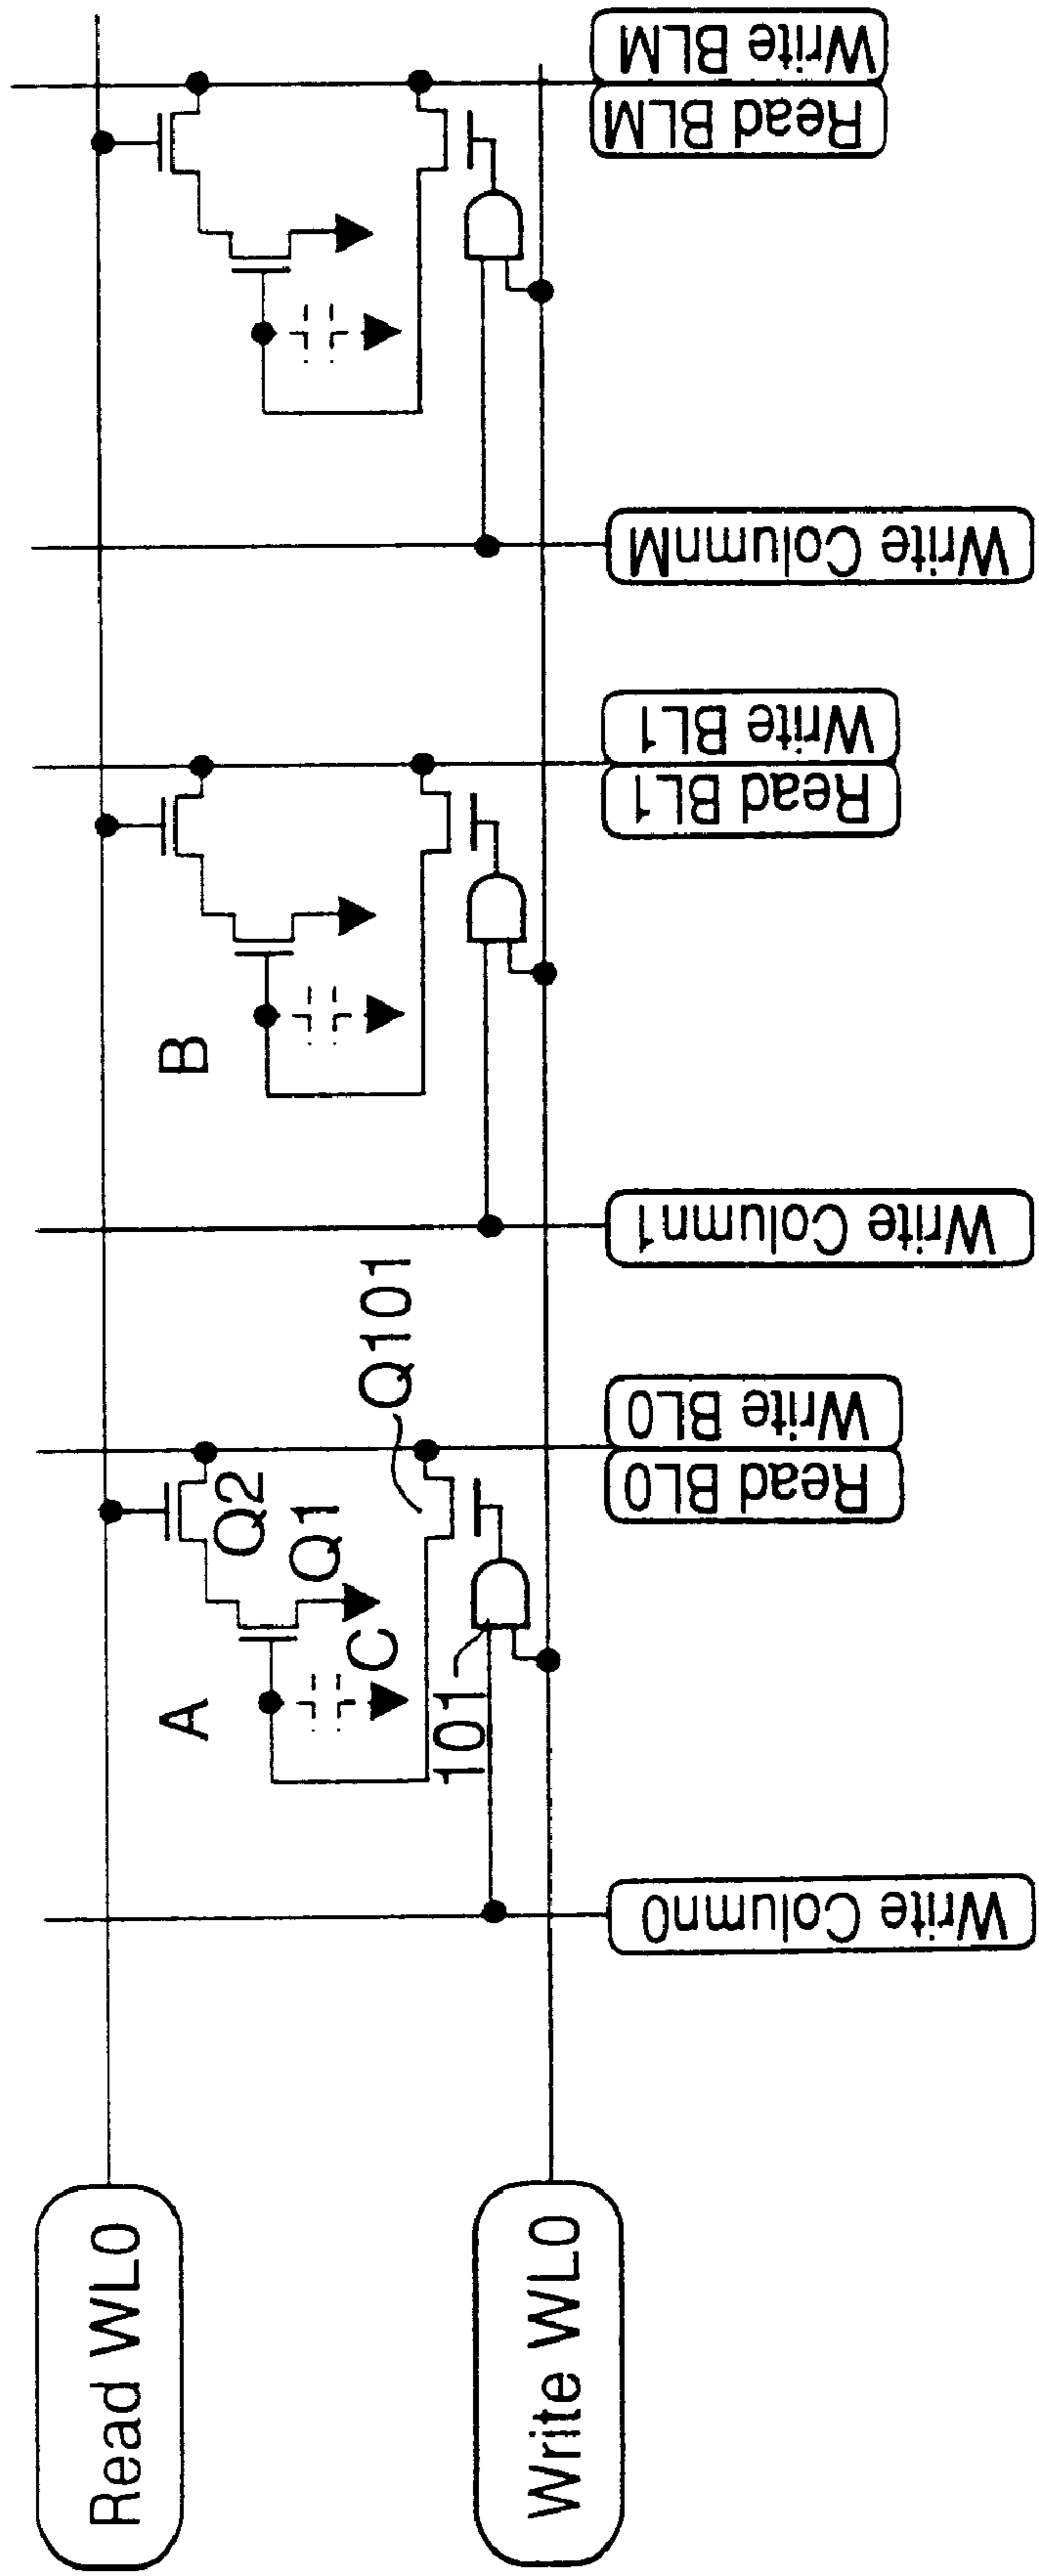 Read WL0
A
Q2
Q1
C
B
Q101
101
Write WL0
Write Column0
Read BL0
Write BL0
Write Column1
Read BL1
Write BL1
Write ColumnM
Read BLM
Write BLM